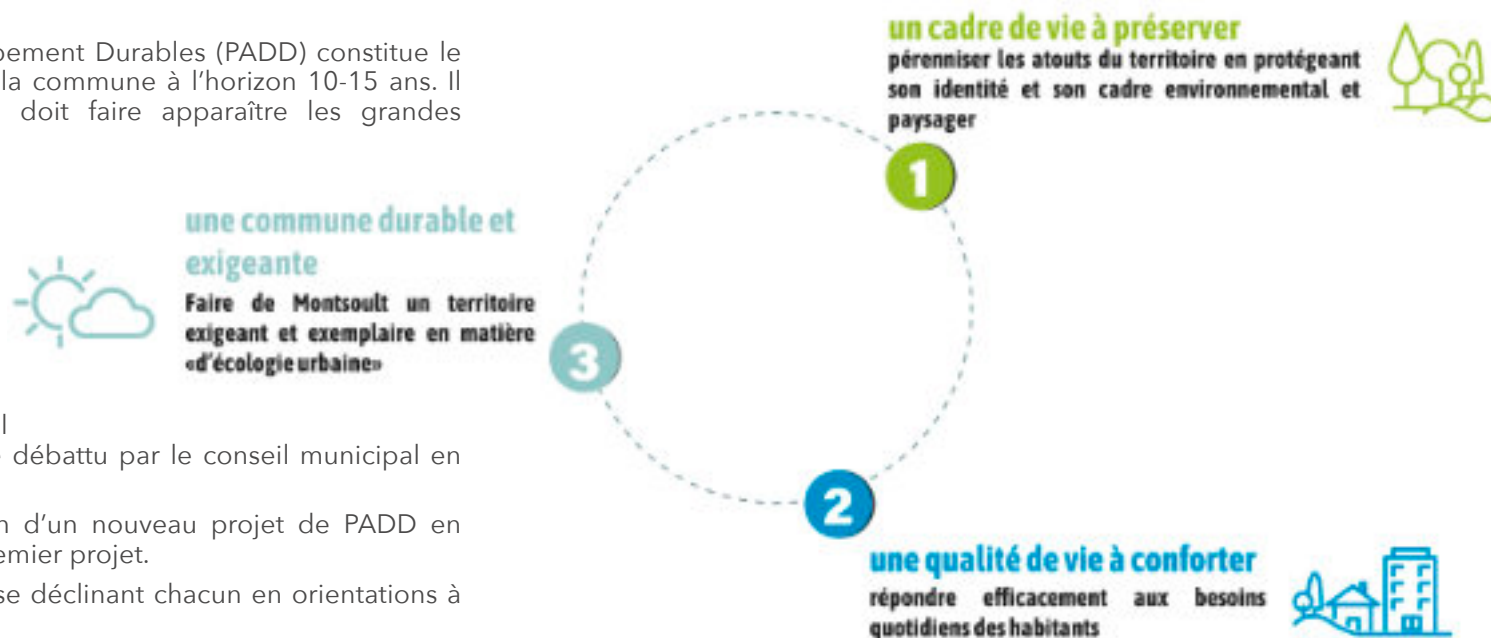 pement Durables (PADD) constitue le
la commune à l'horizon 10-15 ans. Il
doit faire apparaître les grandes
l
débattu par le conseil municipal en
n d'un nouveau projet de PADD en
emier projet.
se déclinant chacun en orientations à
un cadre de vie à préserver
pérenniser les atouts du territoire en protégeant
son identité et son cadre environnemental et
paysager
1
2
une qualité de vie à conforter
répondre efficacement aux besoins
quotidiens des habitants
une commune durable et
exigeante
Faire de Montsoult un territoire
exigeant et exemplaire en matière
«d'écologie urbaine»
3